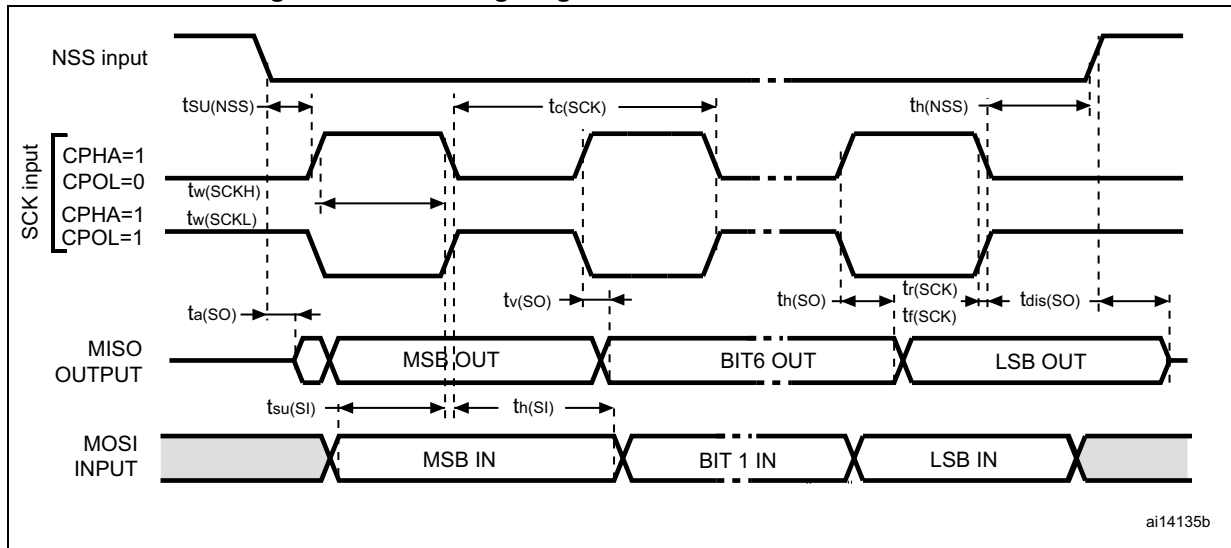 NSS input
tSU(NSS)
tc(SCK)
th(NSS)
SCK input
CPHA=1
CPOL=0
tw(SCKH)
CPHA=1
tw(SCKL)
CPOL=1
ta(SO)
tv(SO)
th(SO)
tr(SCK)
tf(SCK)
tdis(SO)
MISO
OUTPUT
MSB OUT
BIT6 OUT
LSB OUT
tsu(SI)
th(SI)
MOSI
INPUT
MSB IN
BIT 1 IN
LSB IN
ai14135b